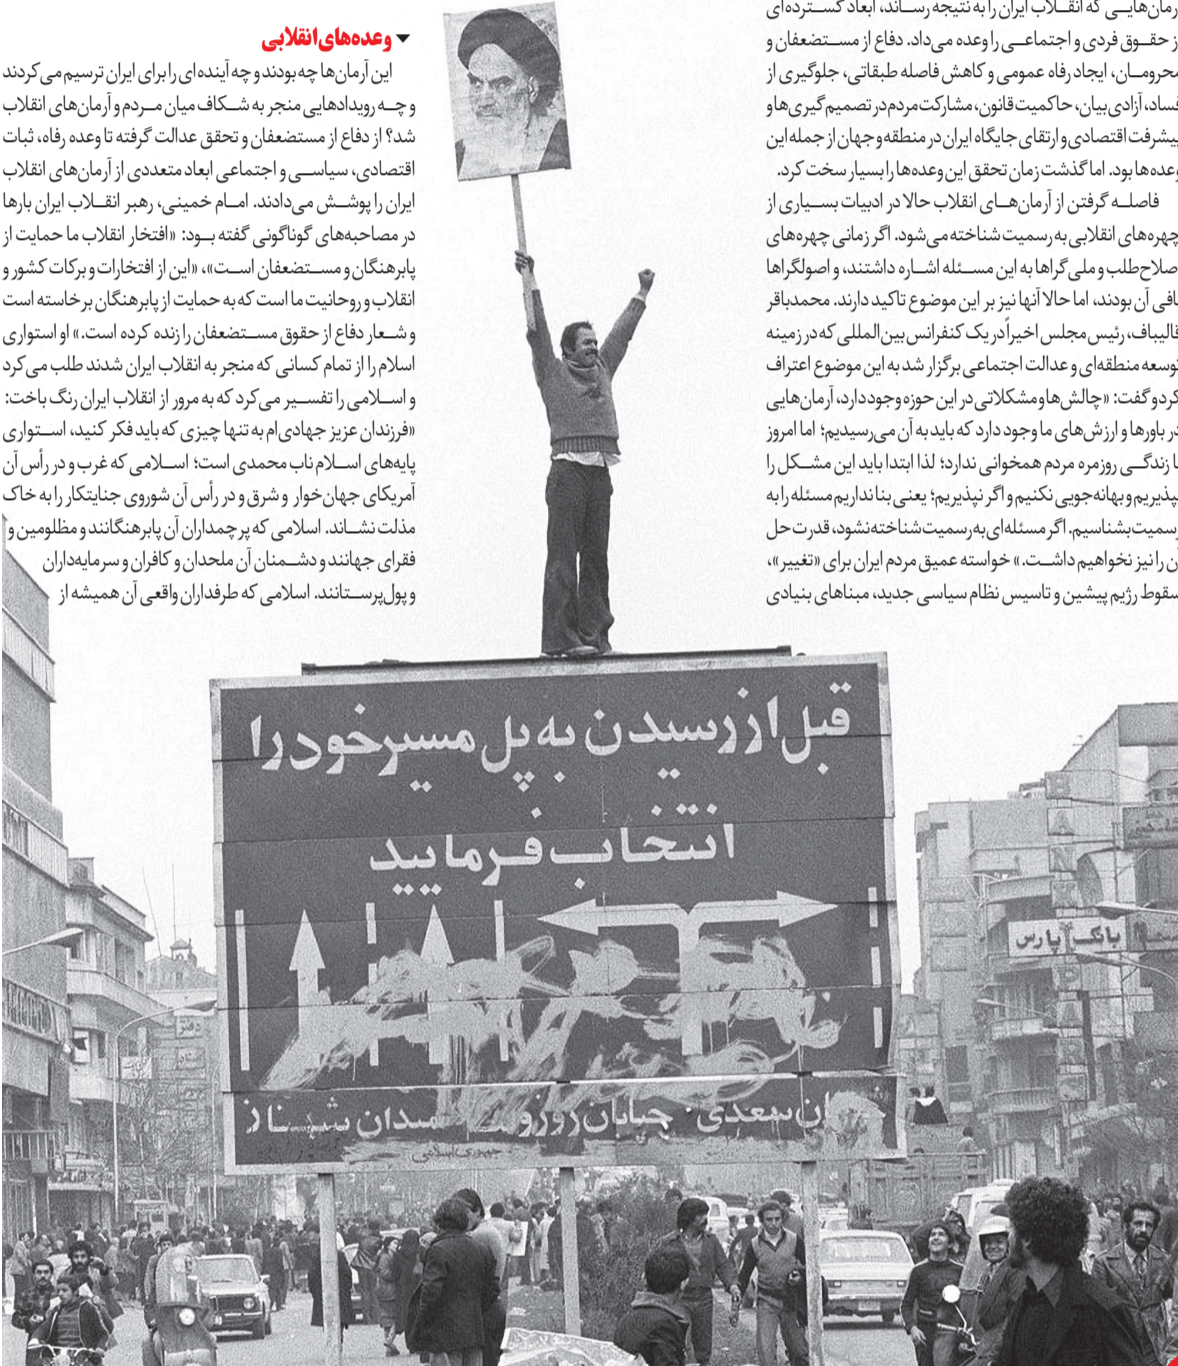 رمان‌هایی که انقلاب ایران را به نتیجه رساند، ابعاد گسترده‌ای
ز حقوق فردی و اجتماعی را وعده می‌داد. دفاع از مستضعفان و
محرومان، ایجاد رفاه عمومی و کاهش فاصله طبقاتی، جلوگیری از
فساد، آزادی بیان، حاکمیت قانون، مشارکت مردم در تصمیم گیری‌ها و
پیشرفت اقتصادی و ارتقای جایگاه ایران در منطقه و جهان از جمله این
وعده‌ها بود. اما گذشت زمان تحقق این وعده‌ها را بسیار سخت کرد.
فاصله گرفتن از آرمان‌های انقلاب حالا در ادبیات بسیاری از
چهره‌های انقلابی به رسمیت شناخته می‌شود. اگر زمانی چهره‌های
صلاح‌طلب و ملی گراها به این مسئله اشاره داشتند، و اصولگراها
نافی آن بودند، اما حالا آنها نیز بر این موضوع تاکید دارند. محمدباقر
قالیباف، رئیس مجلس اخیراً در یک کنفرانس بین‌المللی که در زمینه
توسعه منطقه‌ای و عدالت اجتماعی برگزار شد به این موضوع اعتراف
کرد و گفت: «چالش‌ها و مشکلاتی در این حوزه وجود دارد، آرمان‌هایی
در باورها و ارزش‌های ما وجود دارد که باید به آن می‌رسیدیم؛ اما امروز
با زندگی روزمره مردم همخوانی ندارد؛ لذا ابتدا باید این مشکل را
بپذیریم و بهانه‌جویی نکنیم و اگر نپذیریم؛ یعنی بنا نداریم مسئله را به
رسمیت بشناسیم. اگر مسئله‌ای به رسمیت شناخته نشود، قدرت حل
آن را نیز نخواهیم داشت.» خواسته عمیق مردم ایران برای «تغییر»،
سقوط رژیم پیشین و تاسیس نظام سیاسی جدید، مبناهای بنیادی
وعده‌های انقلابی
این آرمان‌ها چه بودند و چه آینده‌ای را برای ایران ترسیم می‌کردند
و چه رویدادهایی منجر به شکاف میان مردم و آرمان‌های انقلاب
شد؟ از دفاع از مستضعفان و تحقق عدالت گرفته تا وعده رفاه، ثبات
اقتصادی، سیاسی و اجتماعی ابعاد متعددی از آرمان‌های انقلاب
ایران را پوشش می‌دادند. امام خمینی، رهبر انقلاب ایران بارها
در مصاحبه‌های گوناگونی گفته بود: «افتخار انقلاب ما حمایت از
پابرهنگان و مستضعفان است»، «این از افتخارات و برکات کشور و
انقلاب و روحانیت ما است که به حمایت از پابرهنگان برخاسته است
و شعار دفاع از حقوق مستضعفان را زنده کرده است.» او استواری
اسلام را از تمام کسانی که منجر به انقلاب ایران شدند طلب می‌کرد
و اسلامی را تفسیر می‌کرد که به مرور از انقلاب ایران رنگ باخت:
«فرزندان عزیز جهادی‌ام به تنها چیزی که باید فکر کنید، استواری
پایه‌های اسلام ناب محمدی است؛ اسلامی که غرب و در رأس آن
آمریکای جهان‌خوار و شرق و در رأس آن شوروی جنایتکار را به خاک
مذلت نشاند. اسلامی که پرچمداران آن پابرهنگانند و مظلومین و
فقرای جهانند و دشمنان آن ملحدان و کافران و سرمایه‌داران
و پول‌پرستانند. اسلامی که طرفداران واقعی آن همیشه از
قبل از رسیدن به پل مسیر خود را
انتخاب فرمایید
سعدی خیابان روزولت میدان شهناز
جمهوری اسلامی
بانک پارس
دفتر